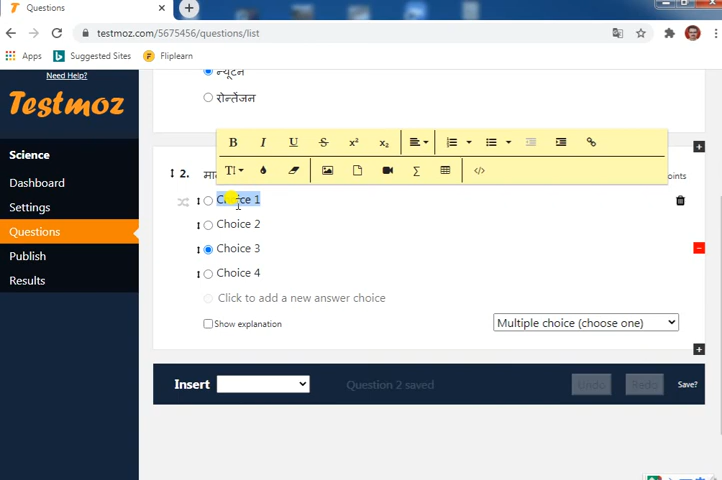 Questions
testmoz.com/5675456/questions/list
Apps
Suggested Sites
Fliplearn
Need Help?
Testmoz
Science
Dashboard
Settings
Questions
Publish
Results
न्यूटन
B I U S x² x₂
T!
Σ
</>
2.
Choice 1
Choice 2
Choice 3
Choice 4
Click to add a new answer choice
Show explanation
Multiple choice (choose one)
Insert
Question 2 saved
Undo
Redo
Save?